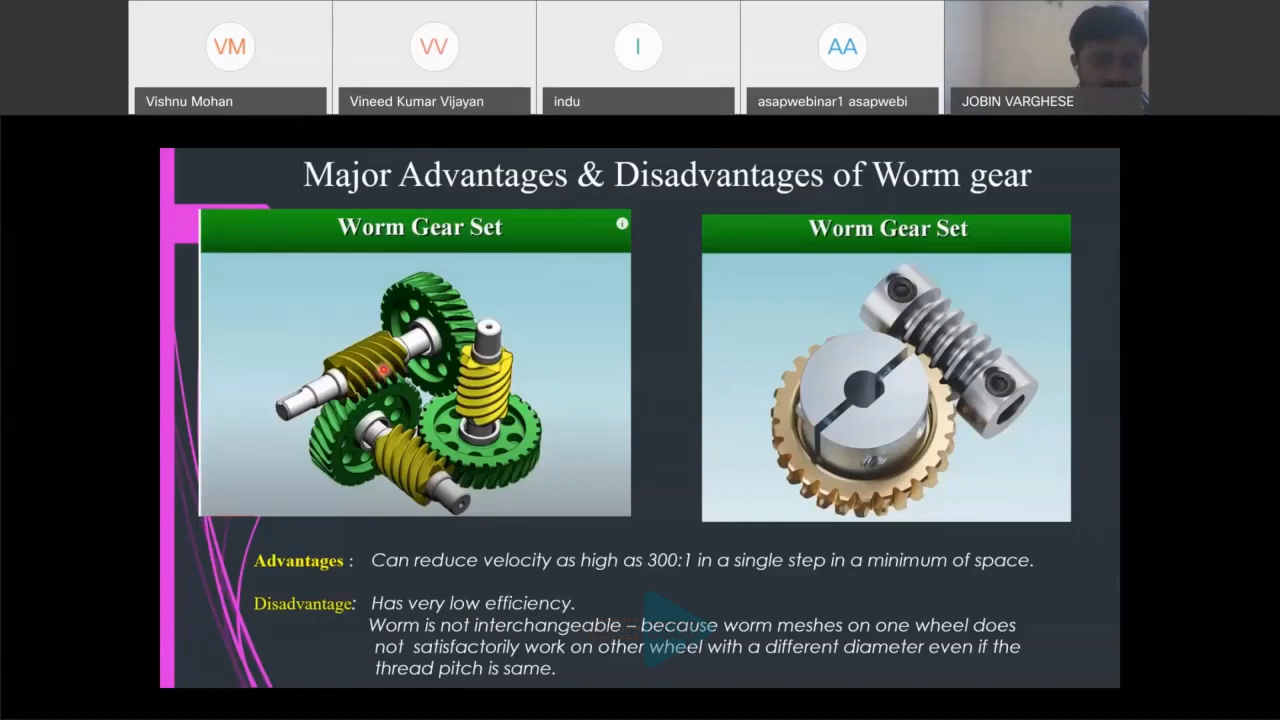 VM
VV
I
AA
Vishnu Mohan
Vineed Kumar Vijayan
indu
asapwebinar1 asapwebi
JOBIN VARGHESE
Major Advantages & Disadvantages of Worm gear
Worm Gear Set
Worm Gear Set
Advantages : Can reduce velocity as high as 300:1 in a single step in a minimum of space.
Disadvantage: Has very low efficiency.
Worm is not interchangeable – because worm meshes on one wheel does
not satisfactorily work on other wheel with a different diameter even if the
thread pitch is same.